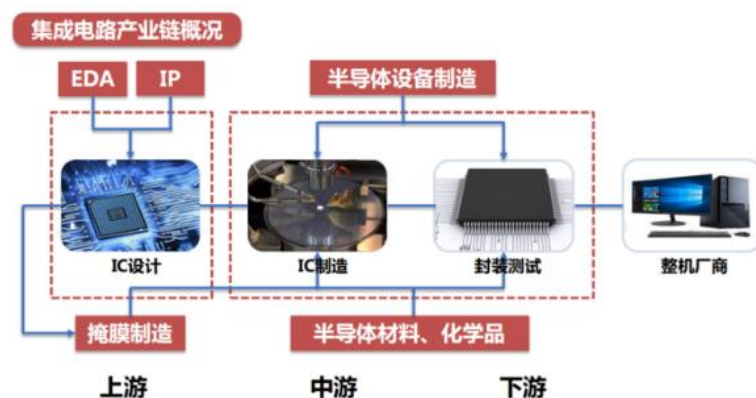 集成电路产业链概况
EDA
IP
半导体设备制造
IC设计
IC制造
封装测试
整机厂商
掩膜制造
半导体材料、化学品
上游
中游
下游